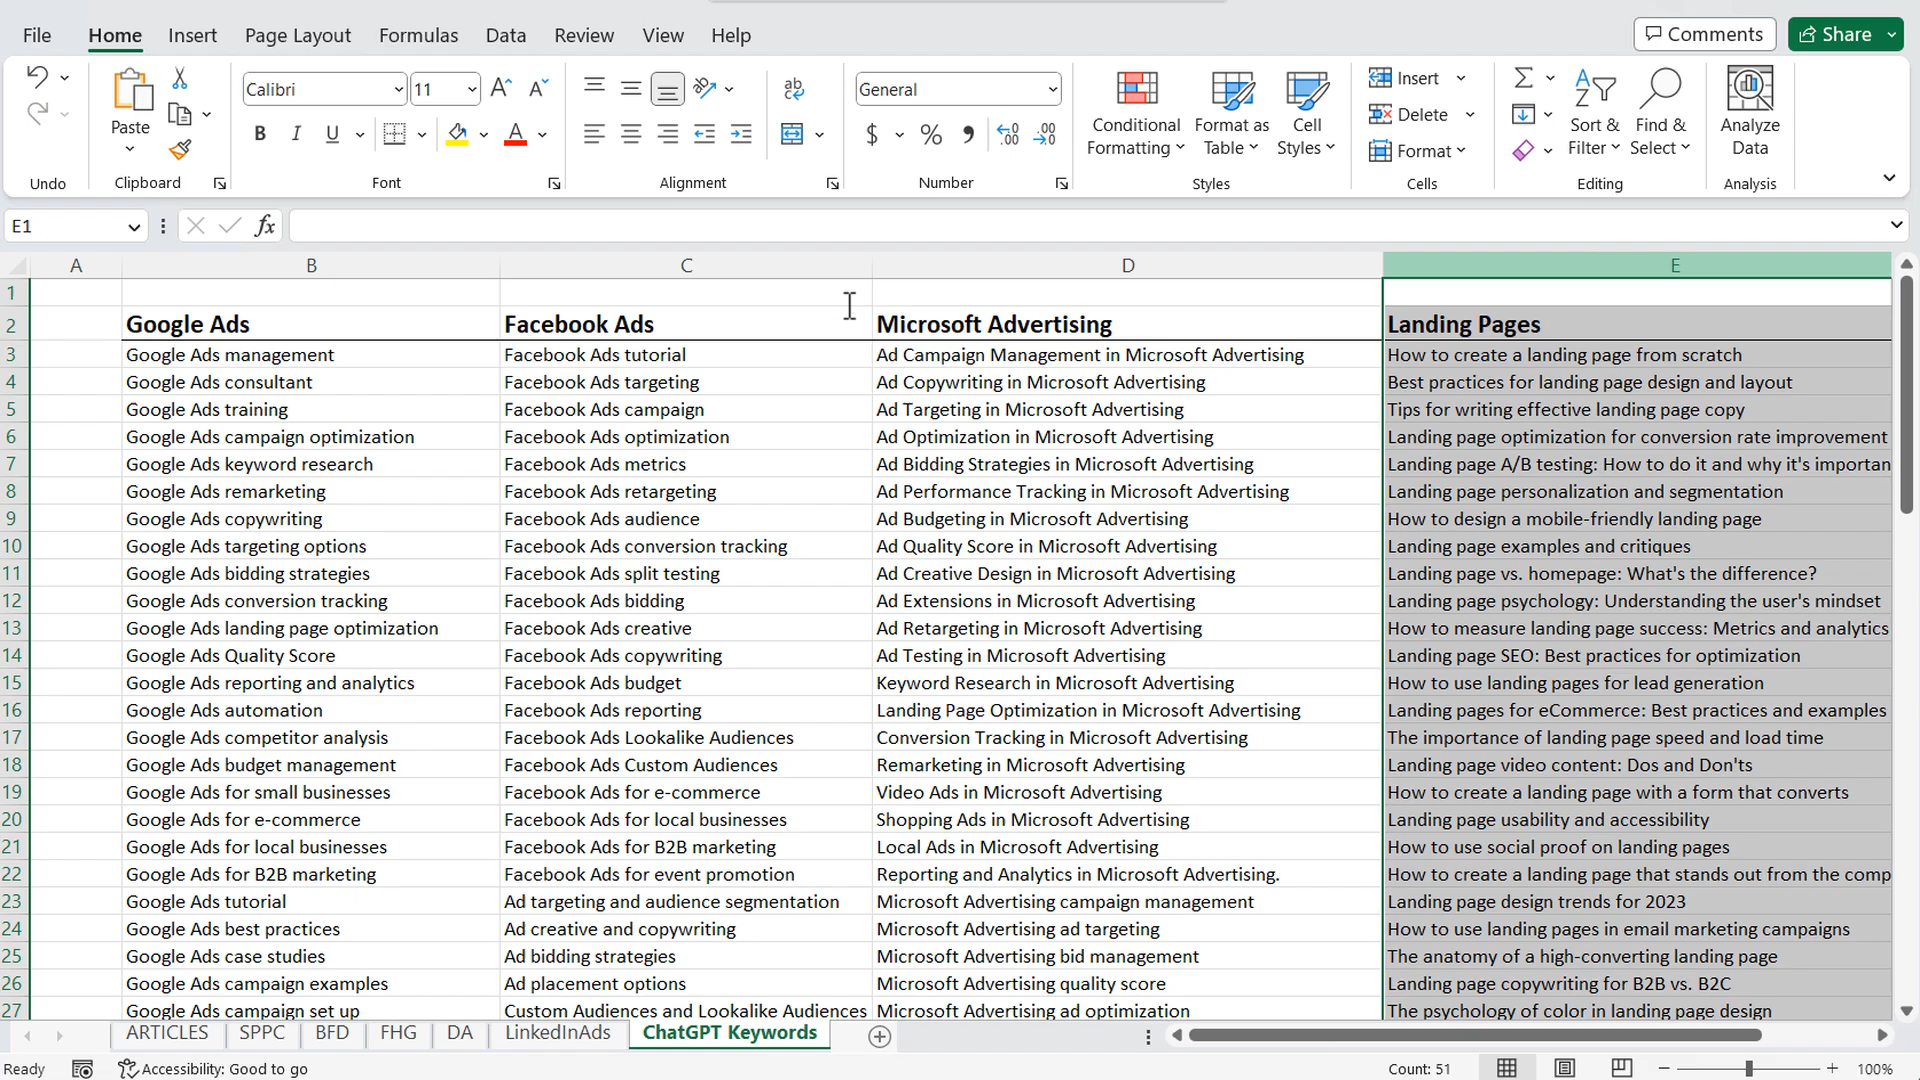 File Home Insert Page Layout Formulas Data Review View Help Comments Share
Calibri 11 ab General
Paste Conditional Formatting Format as Table Cell Styles Insert Delete Format Sort & Filter Find & Select Analyze Data
B I U A $ % .00
Undo Clipboard Font Alignment Number Styles Cells Editing Analysis
E1 fx
A B C D E
1
2 Google Ads Facebook Ads Microsoft Advertising Landing Pages
3 Google Ads management Facebook Ads tutorial Ad Campaign Management in Microsoft Advertising How to create a landing page from scratch
4 Google Ads consultant Facebook Ads targeting Ad Copywriting in Microsoft Advertising Best practices for landing page design and layout
5 Google Ads training Facebook Ads campaign Ad Targeting in Microsoft Advertising Tips for writing effective landing page copy
6 Google Ads campaign optimization Facebook Ads optimization Ad Optimization in Microsoft Advertising Landing page optimization for conversion rate improvement
7 Google Ads keyword research Facebook Ads metrics Ad Bidding Strategies in Microsoft Advertising Landing page A/B testing: How to do it and why it's importan
8 Google Ads remarketing Facebook Ads retargeting Ad Performance Tracking in Microsoft Advertising Landing page personalization and segmentation
9 Google Ads copywriting Facebook Ads audience Ad Budgeting in Microsoft Advertising How to design a mobile-friendly landing page
10 Google Ads targeting options Facebook Ads conversion tracking Ad Quality Score in Microsoft Advertising Landing page examples and critiques
11 Google Ads bidding strategies Facebook Ads split testing Ad Creative Design in Microsoft Advertising Landing page vs. homepage: What's the difference?
12 Google Ads conversion tracking Facebook Ads bidding Ad Extensions in Microsoft Advertising Landing page psychology: Understanding the user's mindset
13 Google Ads landing page optimization Facebook Ads creative Ad Retargeting in Microsoft Advertising How to measure landing page success: Metrics and analytics
14 Google Ads Quality Score Facebook Ads copywriting Ad Testing in Microsoft Advertising Landing page SEO: Best practices for optimization
15 Google Ads reporting and analytics Facebook Ads budget Keyword Research in Microsoft Advertising How to use landing pages for lead generation
16 Google Ads automation Facebook Ads reporting Landing Page Optimization in Microsoft Advertising Landing pages for eCommerce: Best practices and examples
17 Google Ads competitor analysis Facebook Ads Lookalike Audiences Conversion Tracking in Microsoft Advertising The importance of landing page speed and load time
18 Google Ads budget management Facebook Ads Custom Audiences Remarketing in Microsoft Advertising Landing page video content: Dos and Don'ts
19 Google Ads for small businesses Facebook Ads for e-commerce Video Ads in Microsoft Advertising How to create a landing page with a form that converts
20 Google Ads for e-commerce Facebook Ads for local businesses Shopping Ads in Microsoft Advertising Landing page usability and accessibility
21 Google Ads for local businesses Facebook Ads for B2B marketing Local Ads in Microsoft Advertising How to use social proof on landing pages
22 Google Ads for B2B marketing Facebook Ads for event promotion Reporting and Analytics in Microsoft Advertising. How to create a landing page that stands out from the comp
23 Google Ads tutorial Ad targeting and audience segmentation Microsoft Advertising campaign management Landing page design trends for 2023
24 Google Ads best practices Ad creative and copywriting Microsoft Advertising ad targeting How to use landing pages in email marketing campaigns
25 Google Ads case studies Ad bidding strategies Microsoft Advertising bid management The anatomy of a high-converting landing page
26 Google Ads campaign examples Ad placement options Microsoft Advertising quality score Landing page copywriting for B2B vs. B2C
27 Google Ads campaign set up Custom Audiences and Lookalike Audiences Microsoft Advertising ad optimization The psychology of color in landing page design
ARTICLES SPPC BFD FHG DA LinkedInAds ChatGPT Keywords
Ready Accessibility: Good to go Count: 51 100%